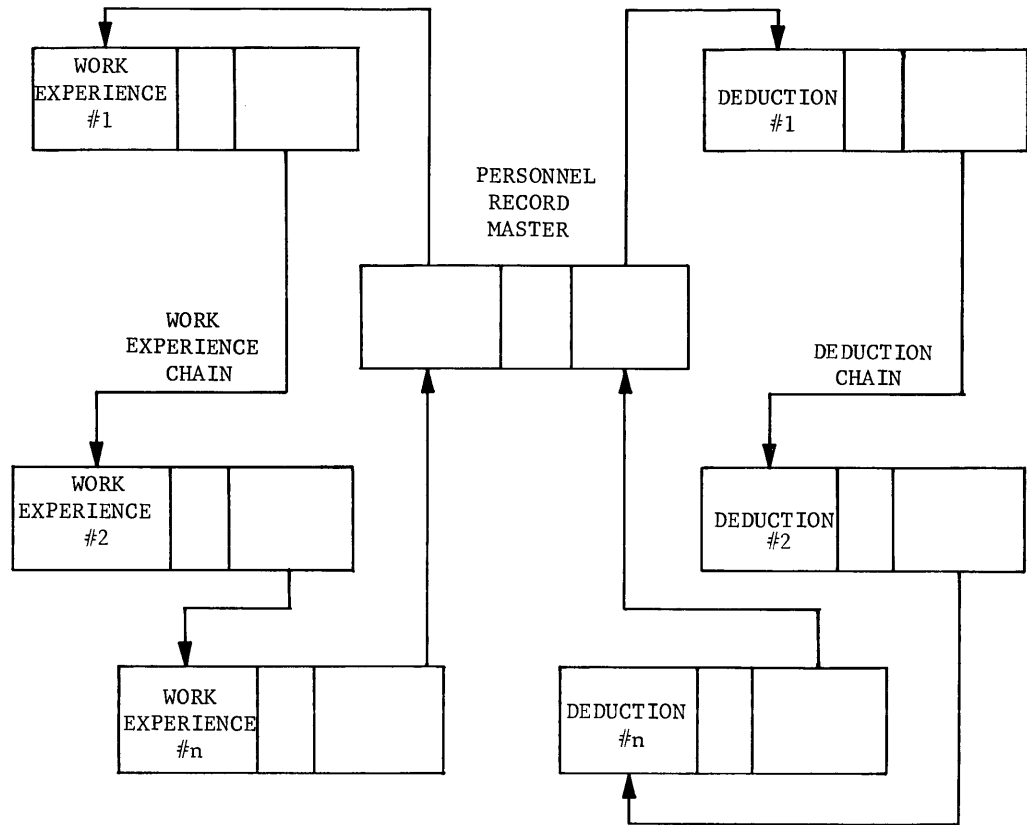 WORK
EXPERIENCE
#1
DEDUCTION
#1
PERSONNEL
RECORD
MASTER
WORK
EXPERIENCE
CHAIN
DEDUCTION
CHAIN
WORK
EXPERIENCE
#2
DEDUCTION
#2
WORK
EXPERIENCE
#n
DEDUCTION
#n